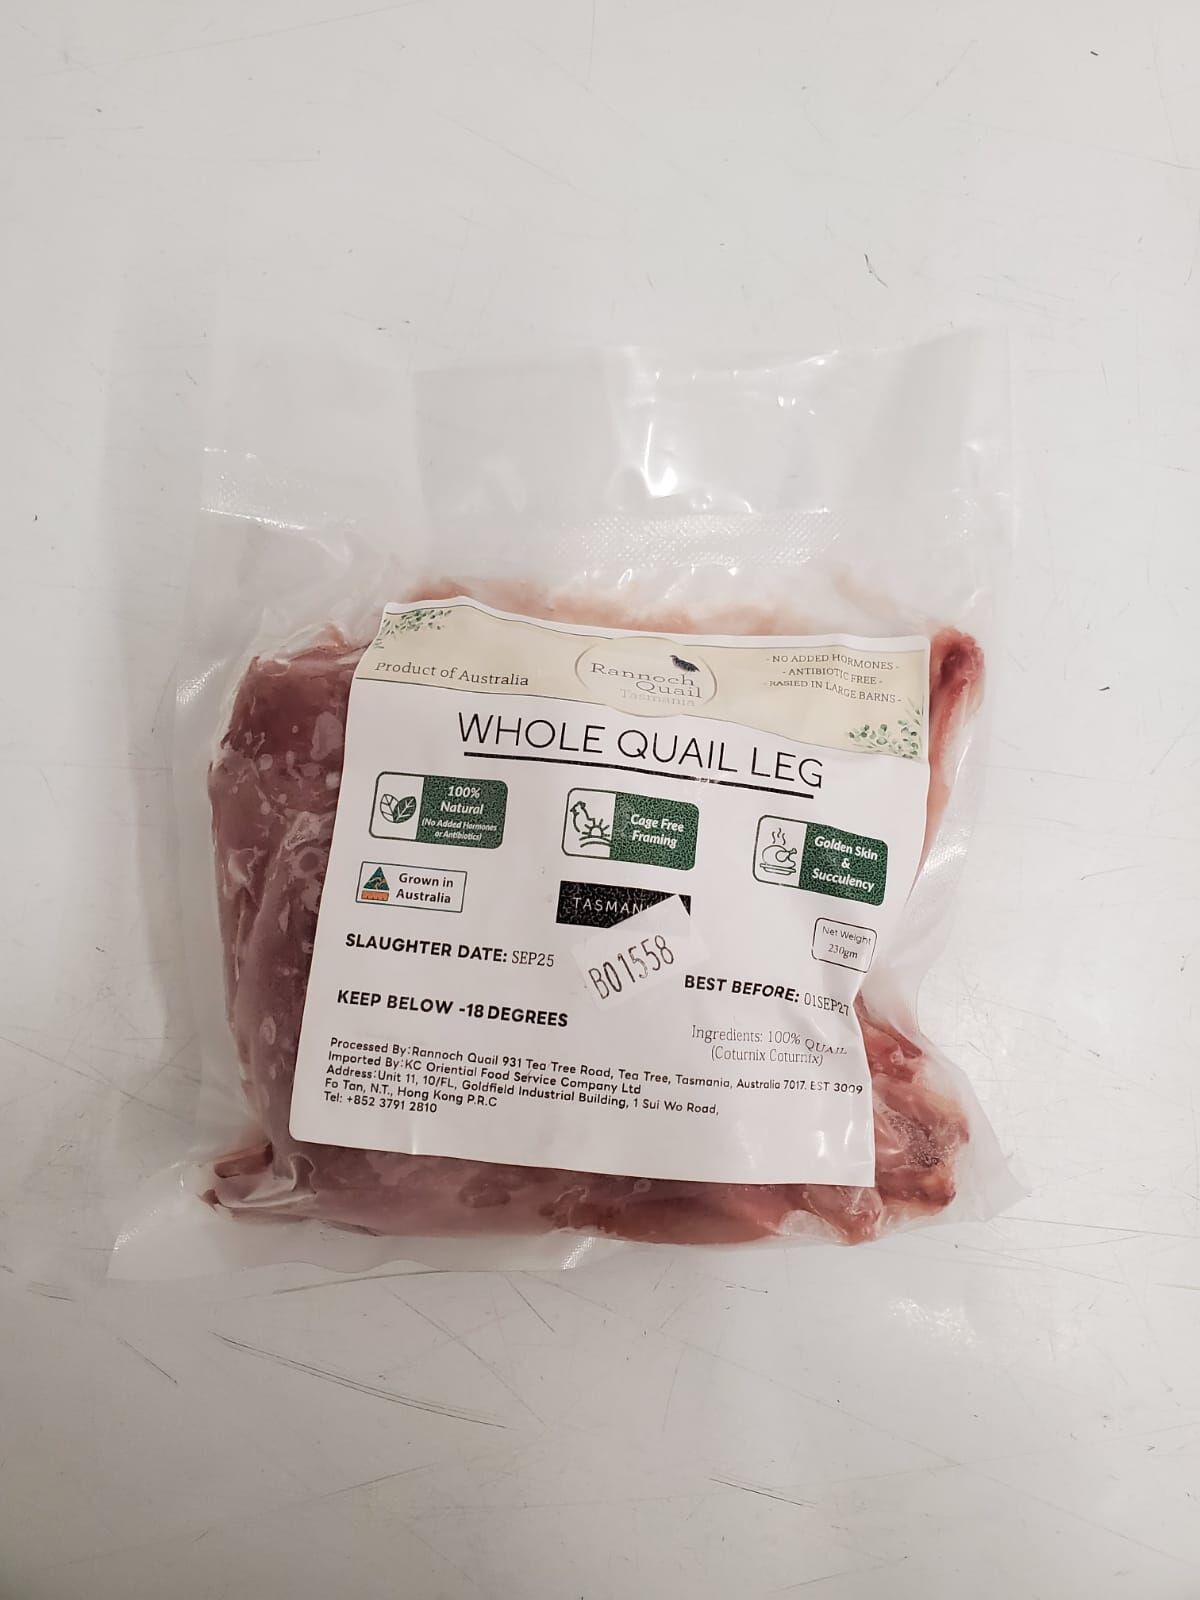 Product of Australia
Rannoch
Quail
Tasmania
- NO ADDED HORMONES -
- ANTIBIOTIC FREE -
- RASIED IN LARGE BARNS -
WHOLE QUAIL LEG
100%
Natural
(No Added Hormones
or Antibiotics)
Cage Free
Framing
Golden Skin
&
Succulency
Grown in
Australia
TASMAN
Net Weight
230gm
SLAUGHTER DATE: SEP25
B01558
BEST BEFORE: 01SEP27
KEEP BELOW -18 DEGREES
Ingredients: 100% QUAIL
(Coturnix Coturnix)
Processed By:Rannoch Quail 931 Tea Tree Road, Tea Tree, Tasmania, Australia 7017. EST 3009
Imported By:KC Oriential Food Service Company Ltd
Address:Unit 11, 10/FL, Goldfield Industrial Building, 1 Sui Wo Road,
Fo Tan, N.T., Hong Kong P.R.C
Tel: +852 3791 2810